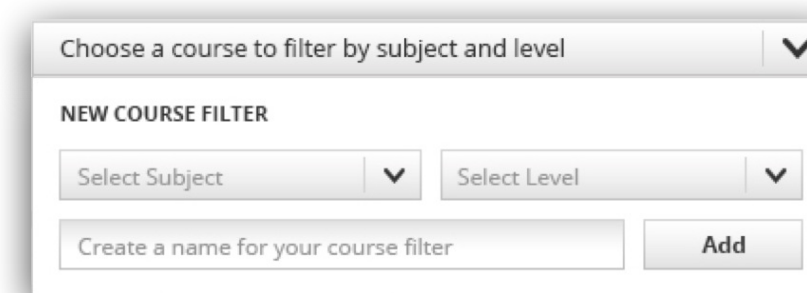 Choose a course to filter by subject and level
NEW COURSE FILTER
Select Subject
Select Level
Create a name for your course filter
Add